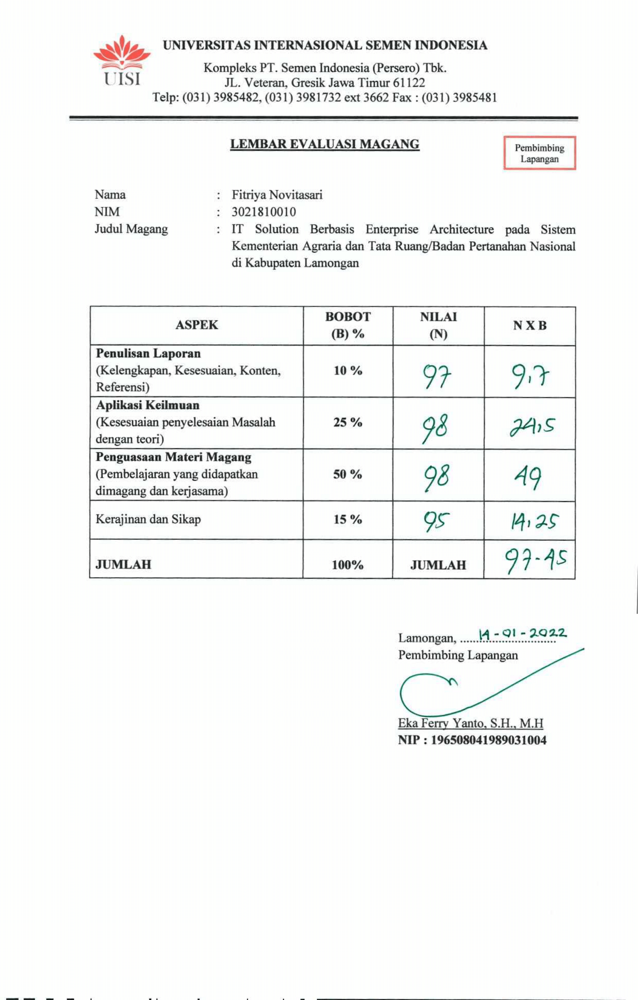 UNIVERSITAS INTERNASIONAL SEMEN INDONESIA
UISI
Kompleks PT. Semen Indonesia (Persero) Tbk.
JL. Veteran, Gresik Jawa Timur 61122
Telp: (031) 3985482, (031) 3981732 ext 3662 Fax : (031) 3985481
LEMBAR EVALUASI MAGANG
Pembimbing
Lapangan
Nama : Fitriya Novitasari
NIM : 3021810010
Judul Magang : IT Solution Berbasis Enterprise Architecture pada Sistem
Kementerian Agraria dan Tata Ruang/Badan Pertanahan Nasional
di Kabupaten Lamongan
ASPEK BOBOT (B) % NILAI (N) N X B
Penulisan Laporan
(Kelengkapan, Kesesuaian, Konten, 10 % 97 9,7
Referensi)
Aplikasi Keilmuan
(Kesesuaian penyelesaian Masalah 25 % 98 24,5
dengan teori)
Penguasaan Materi Magang
(Pembelajaran yang didapatkan 50 % 98 49
dimagang dan kerjasama)
Kerajinan dan Sikap 15 % 95 14,25
JUMLAH 100% JUMLAH 97-45
Lamongan, ..... 14-01-2022
Pembimbing Lapangan
Eka Ferry Yanto, S.H., M.H
NIP : 196508041989031004